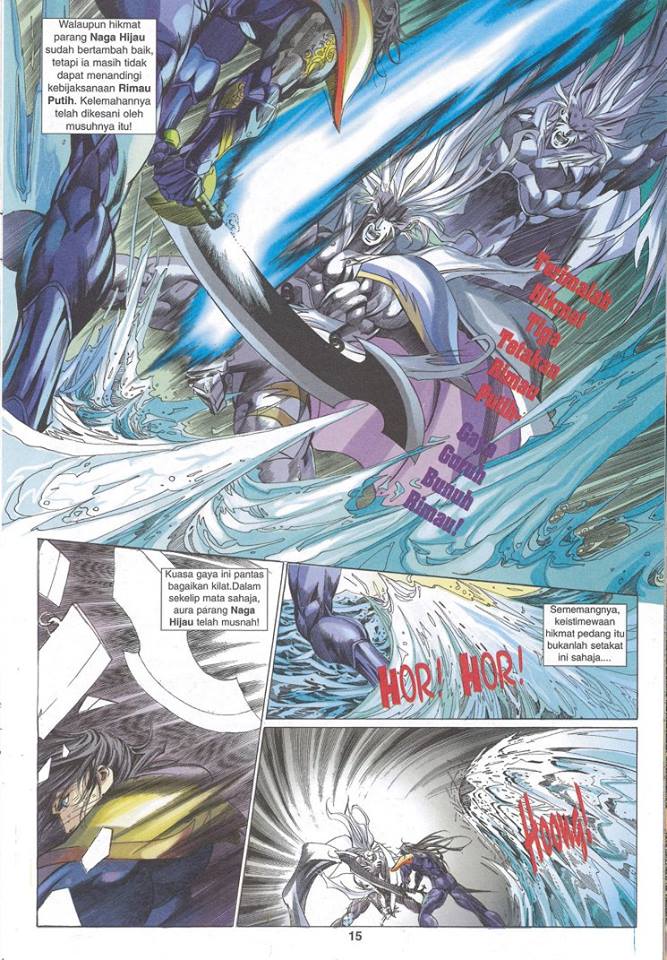 Walaupun hikmat
parang Naga Hijau
sudah bertambah baik,
tetapi ia masih tidak
dapat menandingi
kebijaksanaan Rimau
Putih. Kelemahannya
telah dikesani oleh
musuhnya itu!
Terimalah
Hikmat
Tiga
Tetakan
Rimau
Putih-
Gaya
Guruh
Bunuh
Rimau!
Kuasa gaya ini pantas
bagaikan kilat.Dalam
sekelip mata sahaja,
aura parang Naga
Hijau telah musnah!
HOR! HOR!
Sememangnya,
keistimewaan
hikmat pedang itu
bukanlah setakat
ini sahaja....
Hoowg!
15